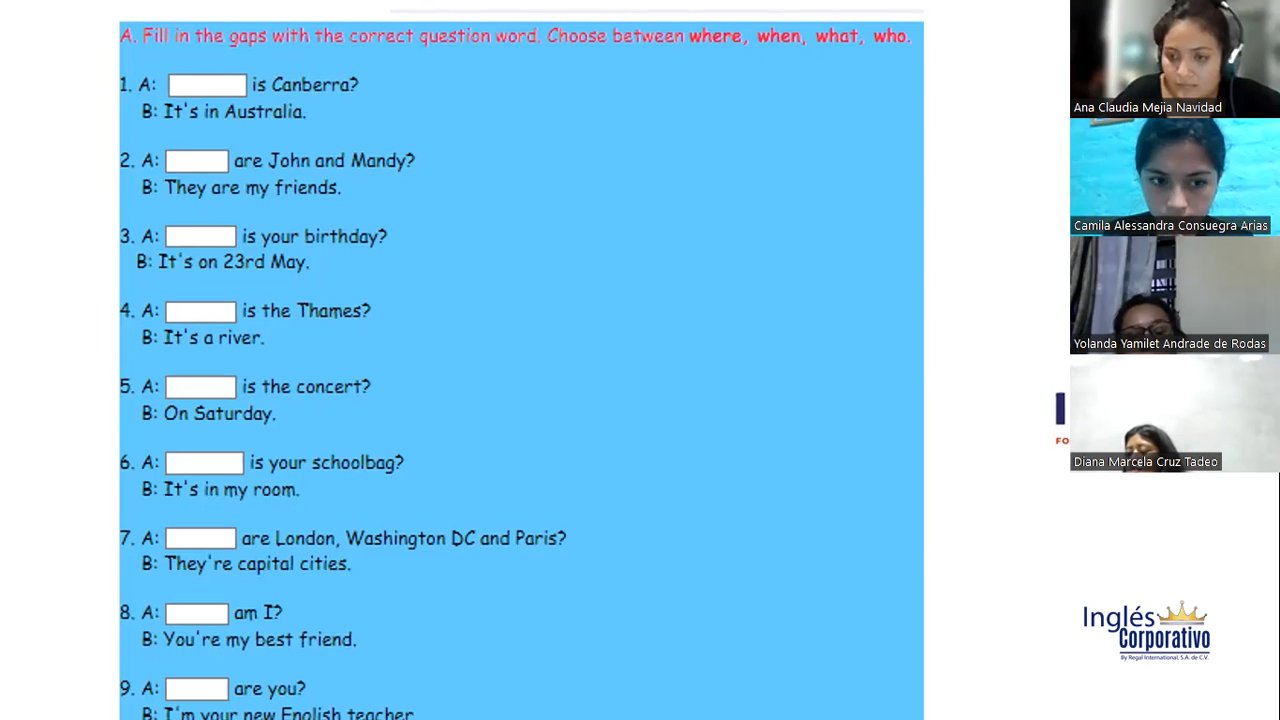 A. Fill in the gaps with the correct question word. Choose between where, when, what, who.
1. A: is Canberra?
B: It's in Australia.
2. A: are John and Mandy?
B: They are my friends.
3. A: is your birthday?
B: It's on 23rd May.
4. A: is the Thames?
B: It's a river.
5. A: is the concert?
B: On Saturday.
6. A: is your schoolbag?
B: It's in my room.
7. A: are London, Washington DC and Paris?
B: They're capital cities.
8. A: am I?
B: You're my best friend.
9. A: are you?
B: I'm your new English teacher.
Ana Claudia Mejia Navidad
Camila Alessandra Consuegra Arias
Yolanda Yamilet Andrade de Rodas
FO
Diana Marcela Cruz Tadeo
Inglés
Corporativo
By Regal International, S.A. de C.V.